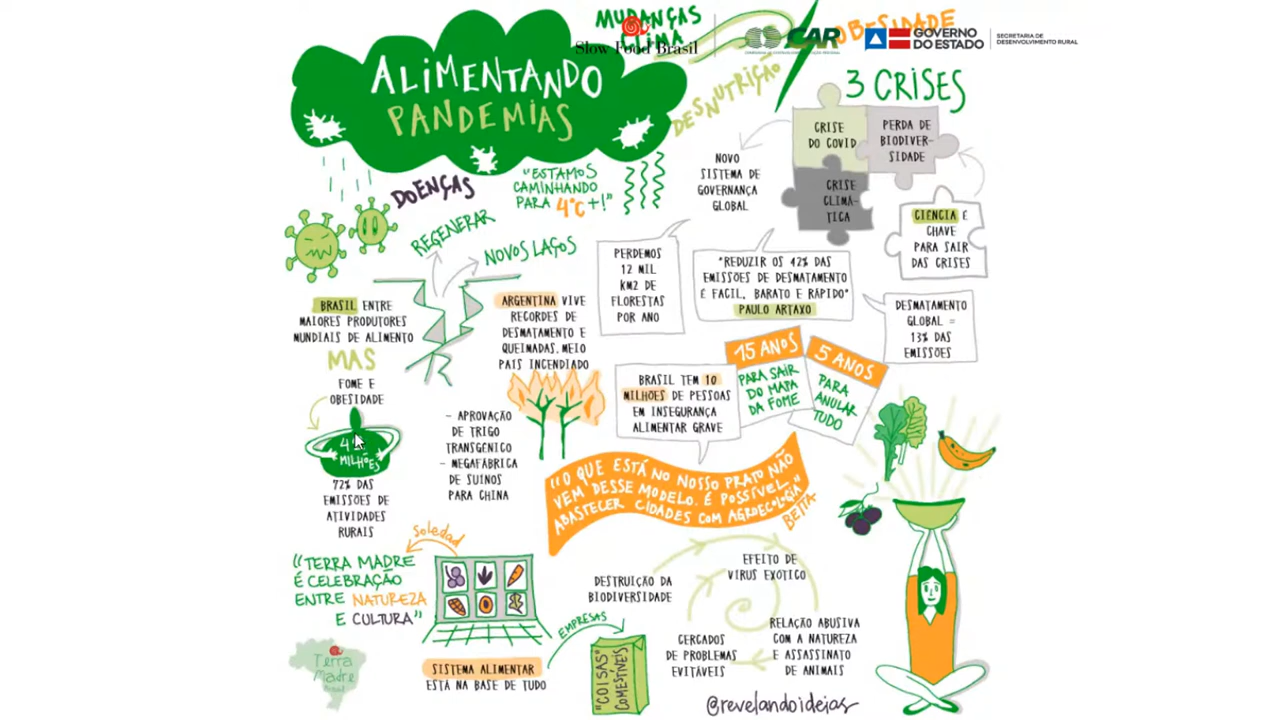 MUDANÇAS
CLIMA
OBESIDADE
Slow Food Brasil
CAR
GOVERNO
DO ESTADO
SECRETARIA DE
DESENVOLVIMENTO RURAL
ALIMENTANDO
PANDEMIAS
DESNUTRIÇÃO
3 CRISES
CRISE
DO COVID
PERDA DE
BIODIVER-
SIDADE
CRISE
CLIMÁ-
TICA
NOVO
SISTEMA DE
GOVERNANÇA
GLOBAL
CIÊNCIA É
CHAVE
PARA SAIR
DAS CRISES
DOENÇAS
"ESTAMOS
CAMINHANDO
PARA 4°C+!"
REGENERAR
NOVOS LAÇOS
PERDEMOS
12 MIL
KM2 DE
FLORESTAS
POR ANO
"REDUZIR OS 42% DAS
EMISSÕES DE DESMATAMENTO
É FACIL, BARATO E RÁPIDO"
PAULO ARTAXO
DESMATAMENTO
GLOBAL =
13% DAS
EMISSÕES
BRASIL ENTRE
MAIORES PRODUTORES
MUNDIAIS DE ALIMENTO
MAS
FOME E
OBESIDADE
MILHÕES
72% DAS
EMISSÕES DE
ATIVIDADES
RURAIS
ARGENTINA VIVE
RECORDES DE
DESMATAMENTO E
QUEIMADAS. MEIO
PAIS INCENDIADO
- APROVAÇÃO
DE TRIGO
TRANSGÊNICO
- MEGAFÁBRICA
DE SUINOS
PARA CHINA
BRASIL TEM 10
MILHÕES DE PESSOAS
EM INSEGURANÇA
ALIMENTAR GRAVE
15 ANOS
PARA SAIR
DO MAPA
DA FOME
5 ANOS
PARA
ANULAR
TUDO
"O QUE ESTÁ NO NOSSO PRATO NÃO
VEM DESSE MODELO. É POSSÍVEL
ABASTECER CIDADES COM AGROECOLOGIA"
BETTA
Soledad
"TERRA MADRE
É CELEBRAÇÃO
ENTRE NATUREZA
E CULTURA"
Terra
Madre
Brasil
SISTEMA ALIMENTAR
ESTÁ NA BASE DE TUDO
EMPRESAS
"COISAS"
COMESTÍVEIS
DESTRUIÇÃO DA
BIODIVERSIDADE
EFEITO DE
VIRUS EXÓTICO
CERCADOS
DE PROBLEMAS
EVITÁVEIS
RELAÇÃO ABUSIVA
COM A NATUREZA
E ASSASSINATO
DE ANIMAIS
@revelandoideias